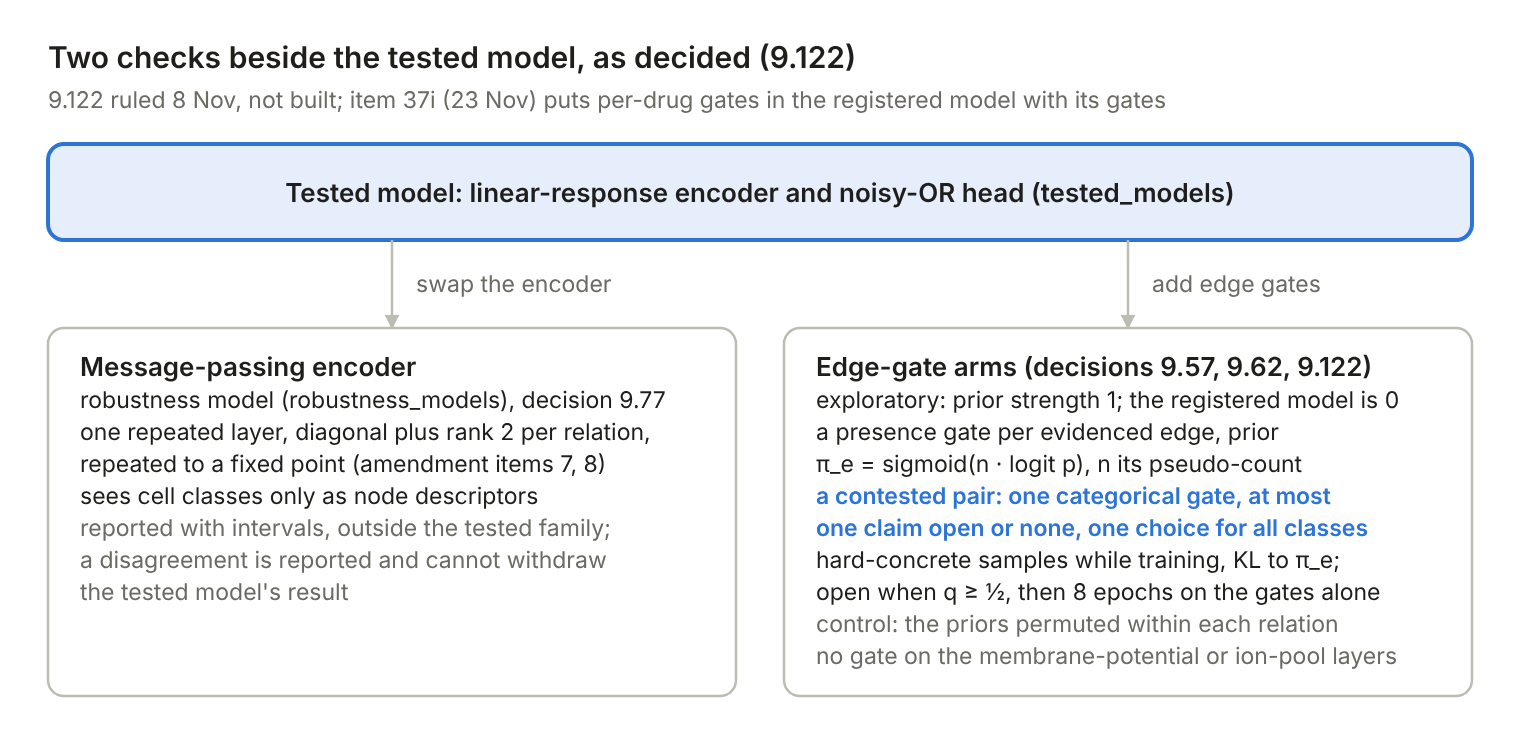 Two checks beside the tested model, as decided (9.122)
9.122 ruled 8 Nov, not built; item 37i (23 Nov) puts per-drug gates in the registered model with its gates
Tested model: linear-response encoder and noisy-OR head (tested_models)
swap the encoder
add edge gates
Message-passing encoder
robustness model (robustness_models), decision 9.77
one repeated layer, diagonal plus rank 2 per relation,
repeated to a fixed point (amendment items 7, 8)
sees cell classes only as node descriptors
reported with intervals, outside the tested family;
a disagreement is reported and cannot withdraw
the tested model's result
Edge-gate arms (decisions 9.57, 9.62, 9.122)
exploratory: prior strength 1; the registered model is 0
a presence gate per evidenced edge, prior
π_e = sigmoid(n · logit p), n its pseudo-count
a contested pair: one categorical gate, at most
one claim open or none, one choice for all classes
hard-concrete samples while training, KL to π_e;
open when q ≥ ½, then 8 epochs on the gates alone
control: the priors permuted within each relation
no gate on the membrane-potential or ion-pool layers